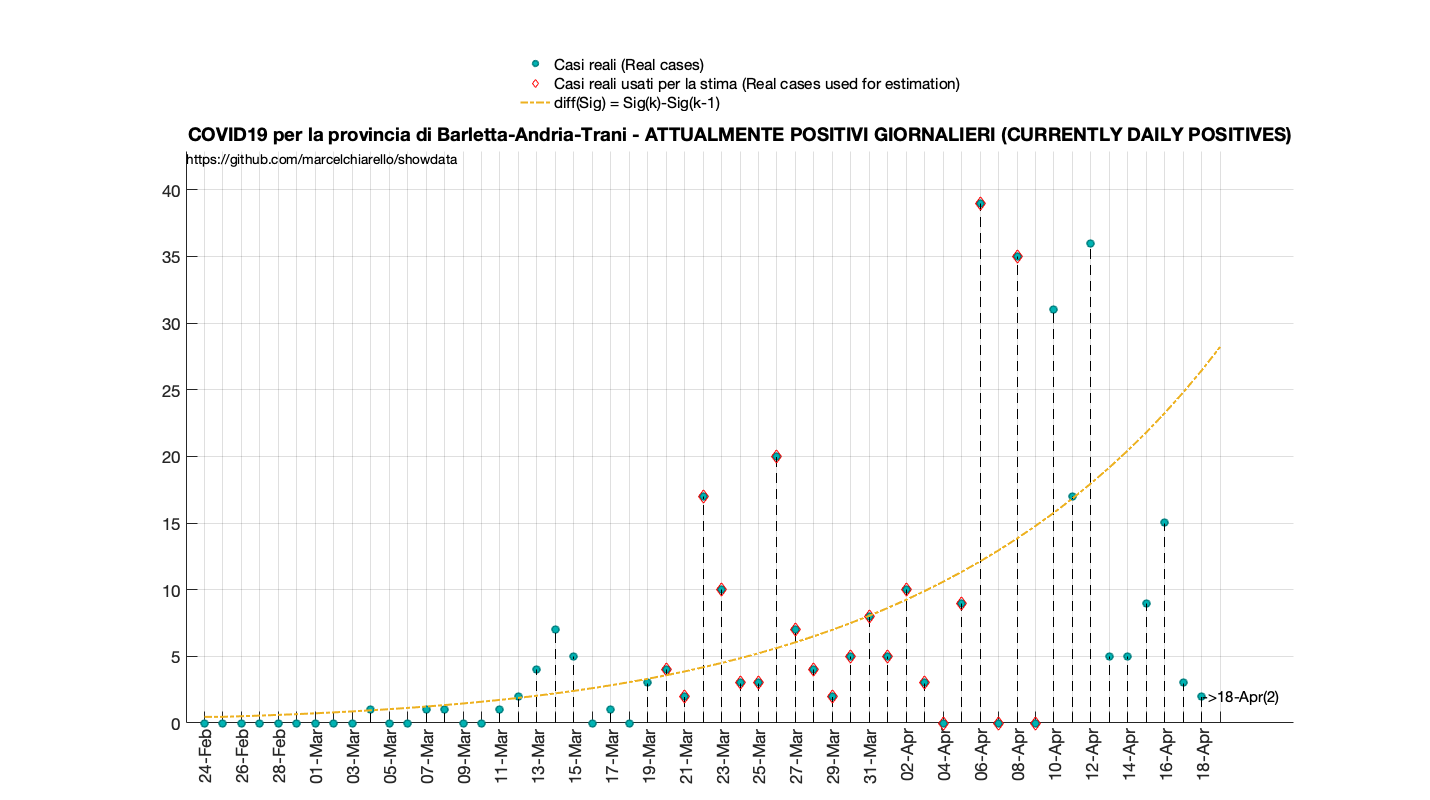 Casi reali (Real cases)
Casi reali usati per la stima (Real cases used for estimation)
diff(Sig) = Sig(k)-Sig(k-1)
COVID19 per la provincia di Barletta-Andria-Trani - ATTUALMENTE POSITIVI GIORNALIERI (CURRENTLY DAILY POSITIVES)
https://github.com/marcelchiarello/showdata
40
35
30
25
20
15
10
5
0
->18-Apr(2)
24-Feb
26-Feb
28-Feb
01-Mar
03-Mar
05-Mar
07-Mar
09-Mar
11-Mar
13-Mar
15-Mar
17-Mar
19-Mar
21-Mar
23-Mar
25-Mar
27-Mar
29-Mar
31-Mar
02-Apr
04-Apr
06-Apr
08-Apr
10-Apr
12-Apr
14-Apr
16-Apr
18-Apr